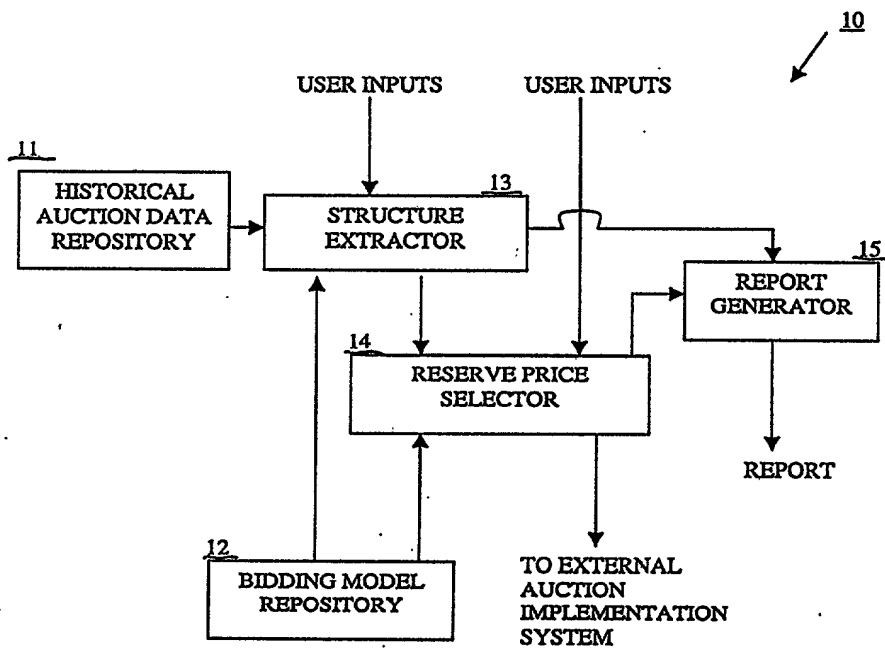 10
USER INPUTS
USER INPUTS
11
HISTORICAL
AUCTION DATA
REPOSITORY
13
STRUCTURE
EXTRACTOR
15
REPORT
GENERATOR
14
RESERVE PRICE
SELECTOR
REPORT
12
BIDDING MODEL
REPOSITORY
TO EXTERNAL
AUCTION
IMPLEMENTATION
SYSTEM